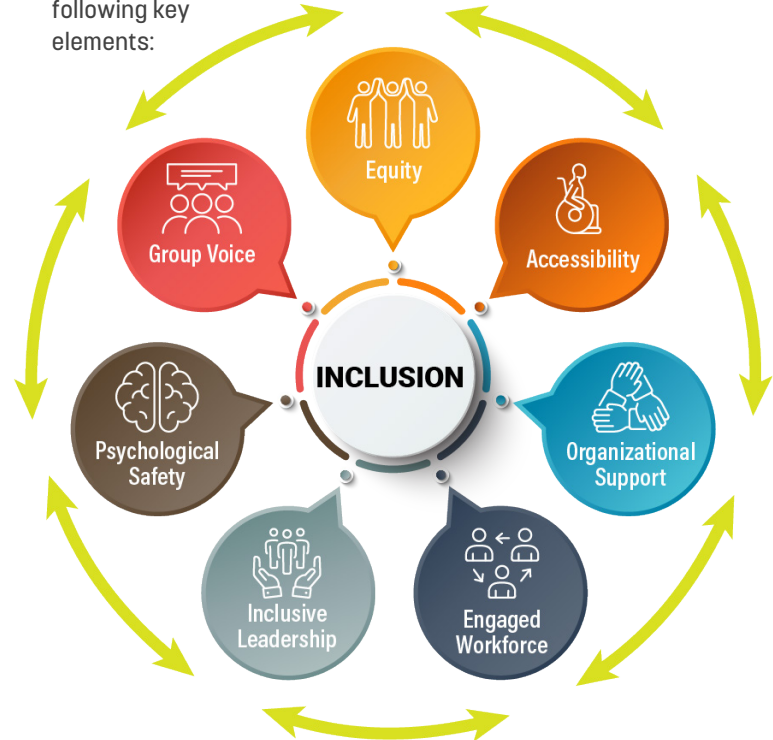 following key
elements:
Equity
Group Voice
Accessibility
INCLUSION
Psychological
Safety
Organizational
Support
Inclusive
Leadership
Engaged
Workforce